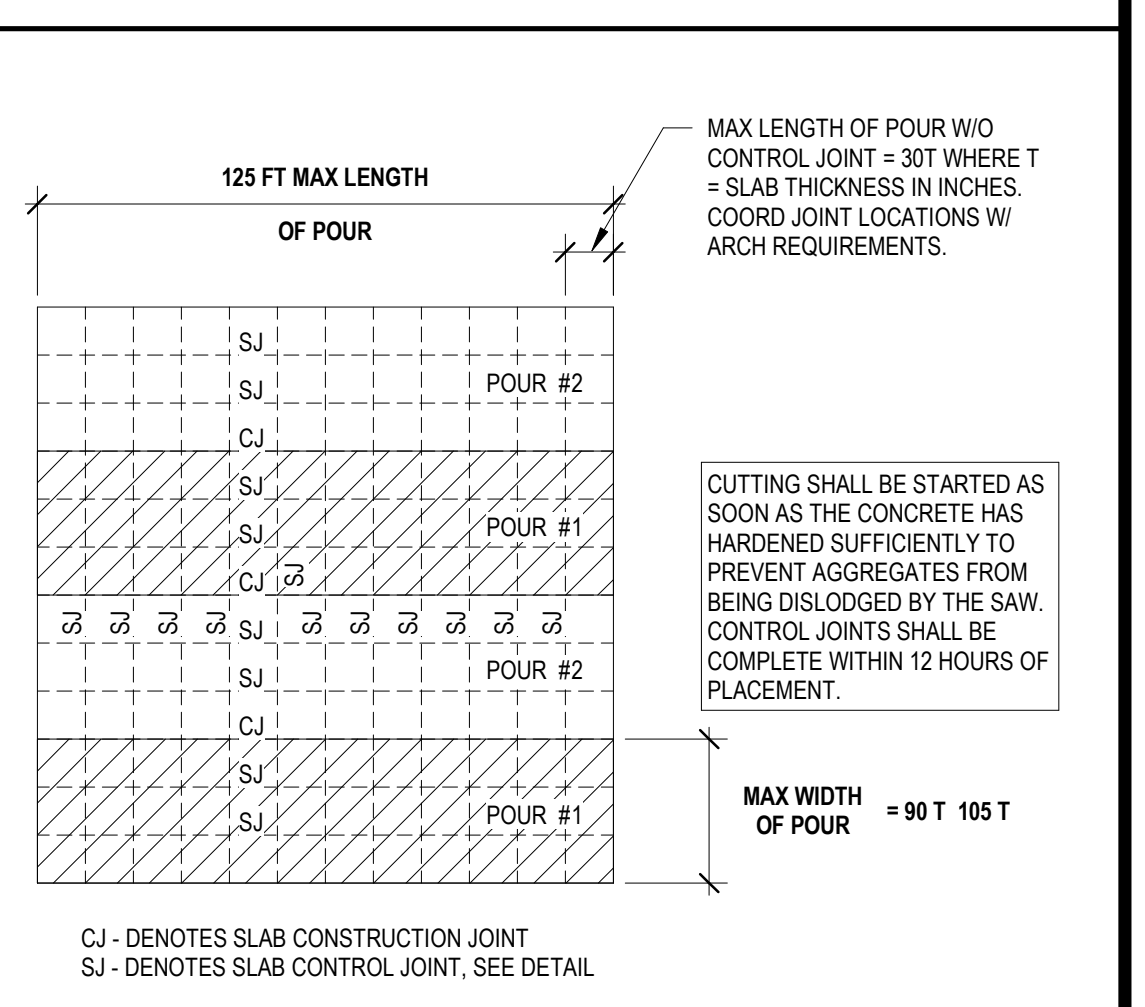 125 FT MAX LENGTH
OF POUR
MAX LENGTH OF POUR W/O
CONTROL JOINT = 30T WHERE T
= SLAB THICKNESS IN INCHES.
COORD JOINT LOCATIONS W/
ARCH REQUIREMENTS.
SJ
SJ
POUR #2
CJ
SJ
SJ
POUR #1
CJ
SJ
SJ SJ SJ SJ SJ SJ SJ SJ SJ SJ SJ
SJ
POUR #2
CJ
SJ
SJ
POUR #1
CUTTING SHALL BE STARTED AS
SOON AS THE CONCRETE HAS
HARDENED SUFFICIENTLY TO
PREVENT AGGREGATES FROM
BEING DISLODGED BY THE SAW.
CONTROL JOINTS SHALL BE
COMPLETE WITHIN 12 HOURS OF
PLACEMENT.
MAX WIDTH
OF POUR
= 90 T 105 T
CJ - DENOTES SLAB CONSTRUCTION JOINT
SJ - DENOTES SLAB CONTROL JOINT, SEE DETAIL